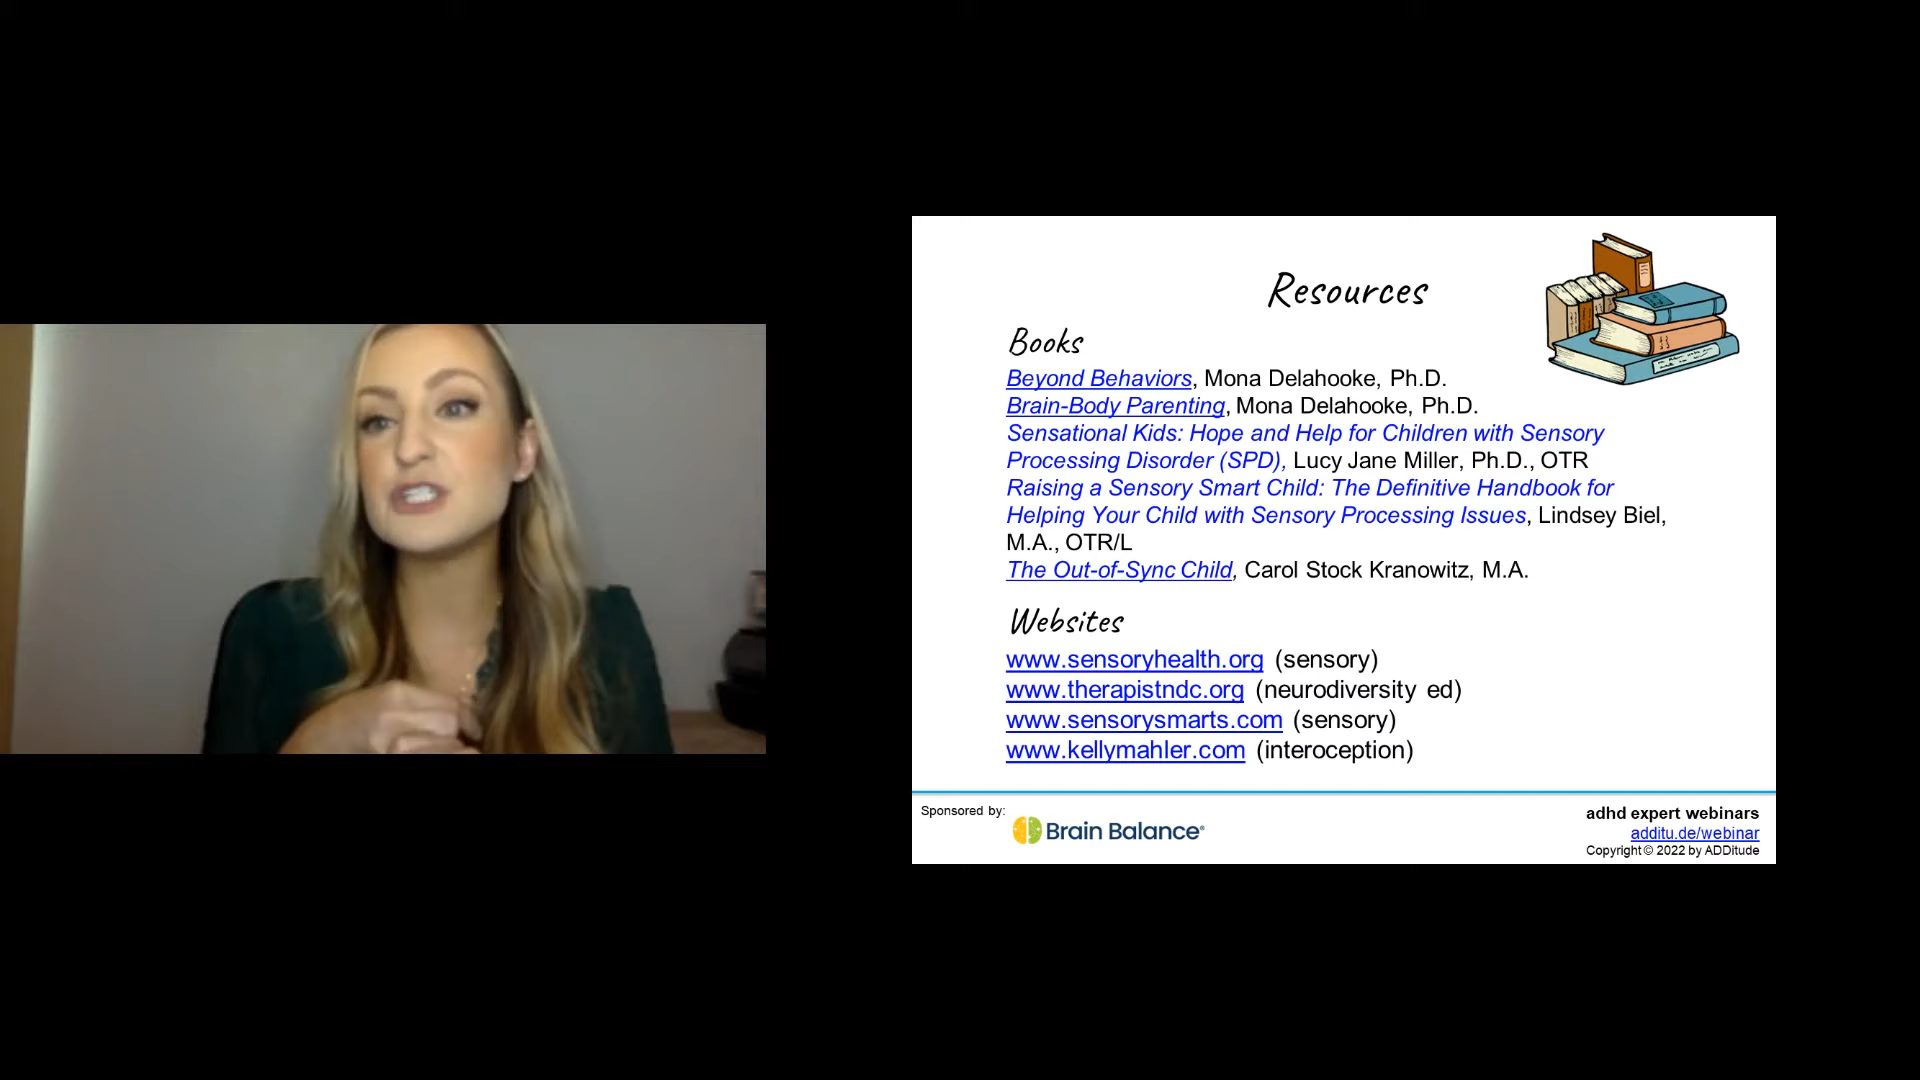 Resources
Books
Beyond Behaviors, Mona Delahooke, Ph.D.
Brain-Body Parenting, Mona Delahooke, Ph.D.
Sensational Kids: Hope and Help for Children with Sensory
Processing Disorder (SPD), Lucy Jane Miller, Ph.D., OTR
Raising a Sensory Smart Child: The Definitive Handbook for
Helping Your Child with Sensory Processing Issues, Lindsey Biel,
M.A., OTR/L
The Out-of-Sync Child, Carol Stock Kranowitz, M.A.
Websites
www.sensoryhealth.org (sensory)
www.therapistndc.org (neurodiversity ed)
www.sensorysmarts.com (sensory)
www.kellymahler.com (interoception)
Sponsored by:
Brain Balance®
adhd expert webinars
additu.de/webinar
Copyright © 2022 by ADDitude